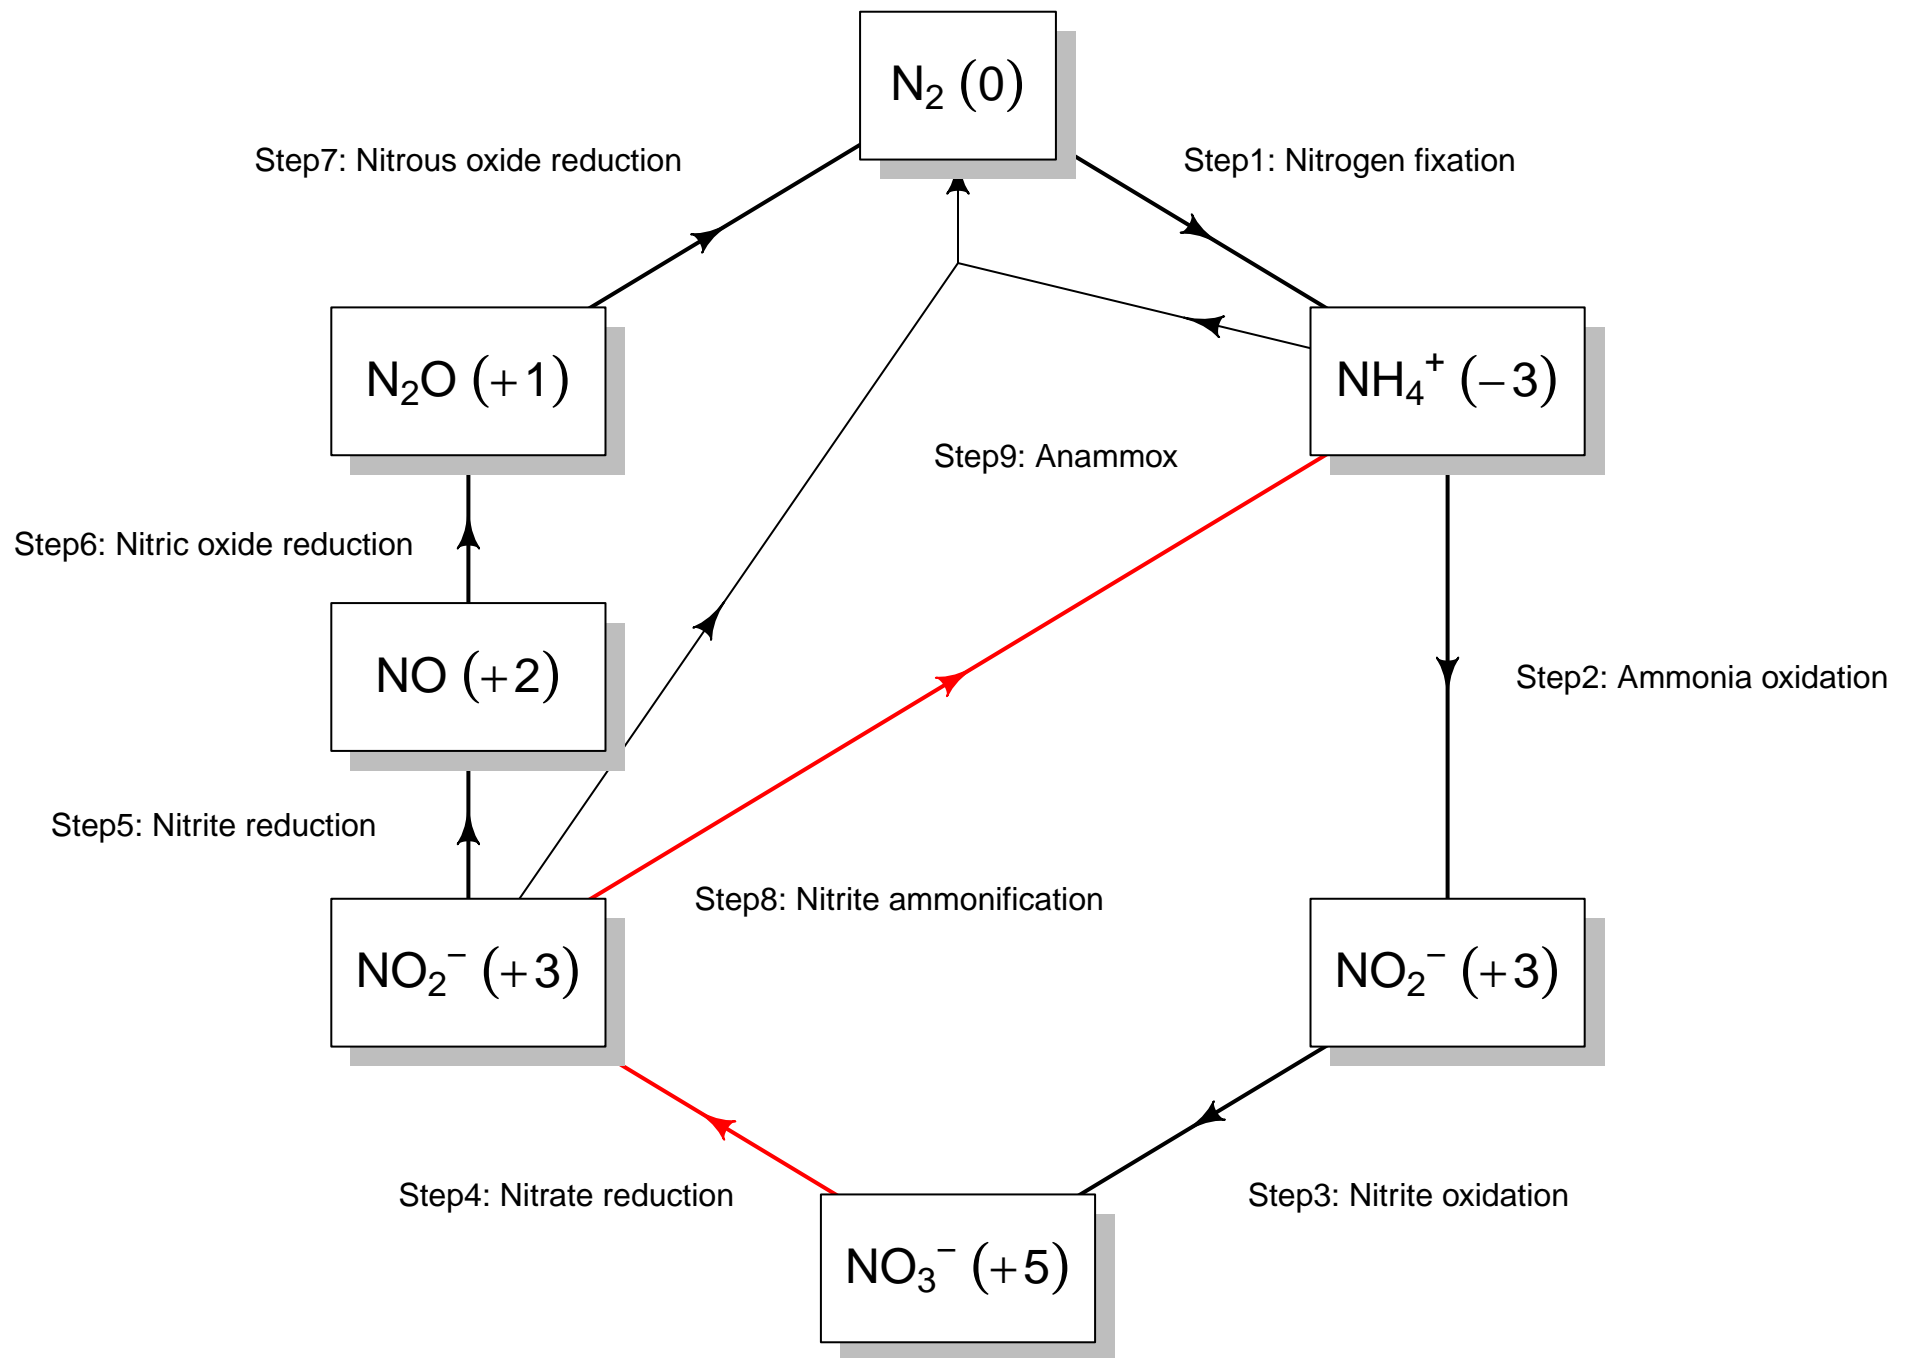 N₂ (0)
Step7: Nitrous oxide reduction
Step1: Nitrogen fixation
N₂O (+1)
NH₄⁺ (−3)
Step9: Anammox
Step6: Nitric oxide reduction
NO (+2)
Step2: Ammonia oxidation
Step5: Nitrite reduction
Step8: Nitrite ammonification
NO₂⁻ (+3)
NO₂⁻ (+3)
Step4: Nitrate reduction
Step3: Nitrite oxidation
NO₃⁻ (+5)